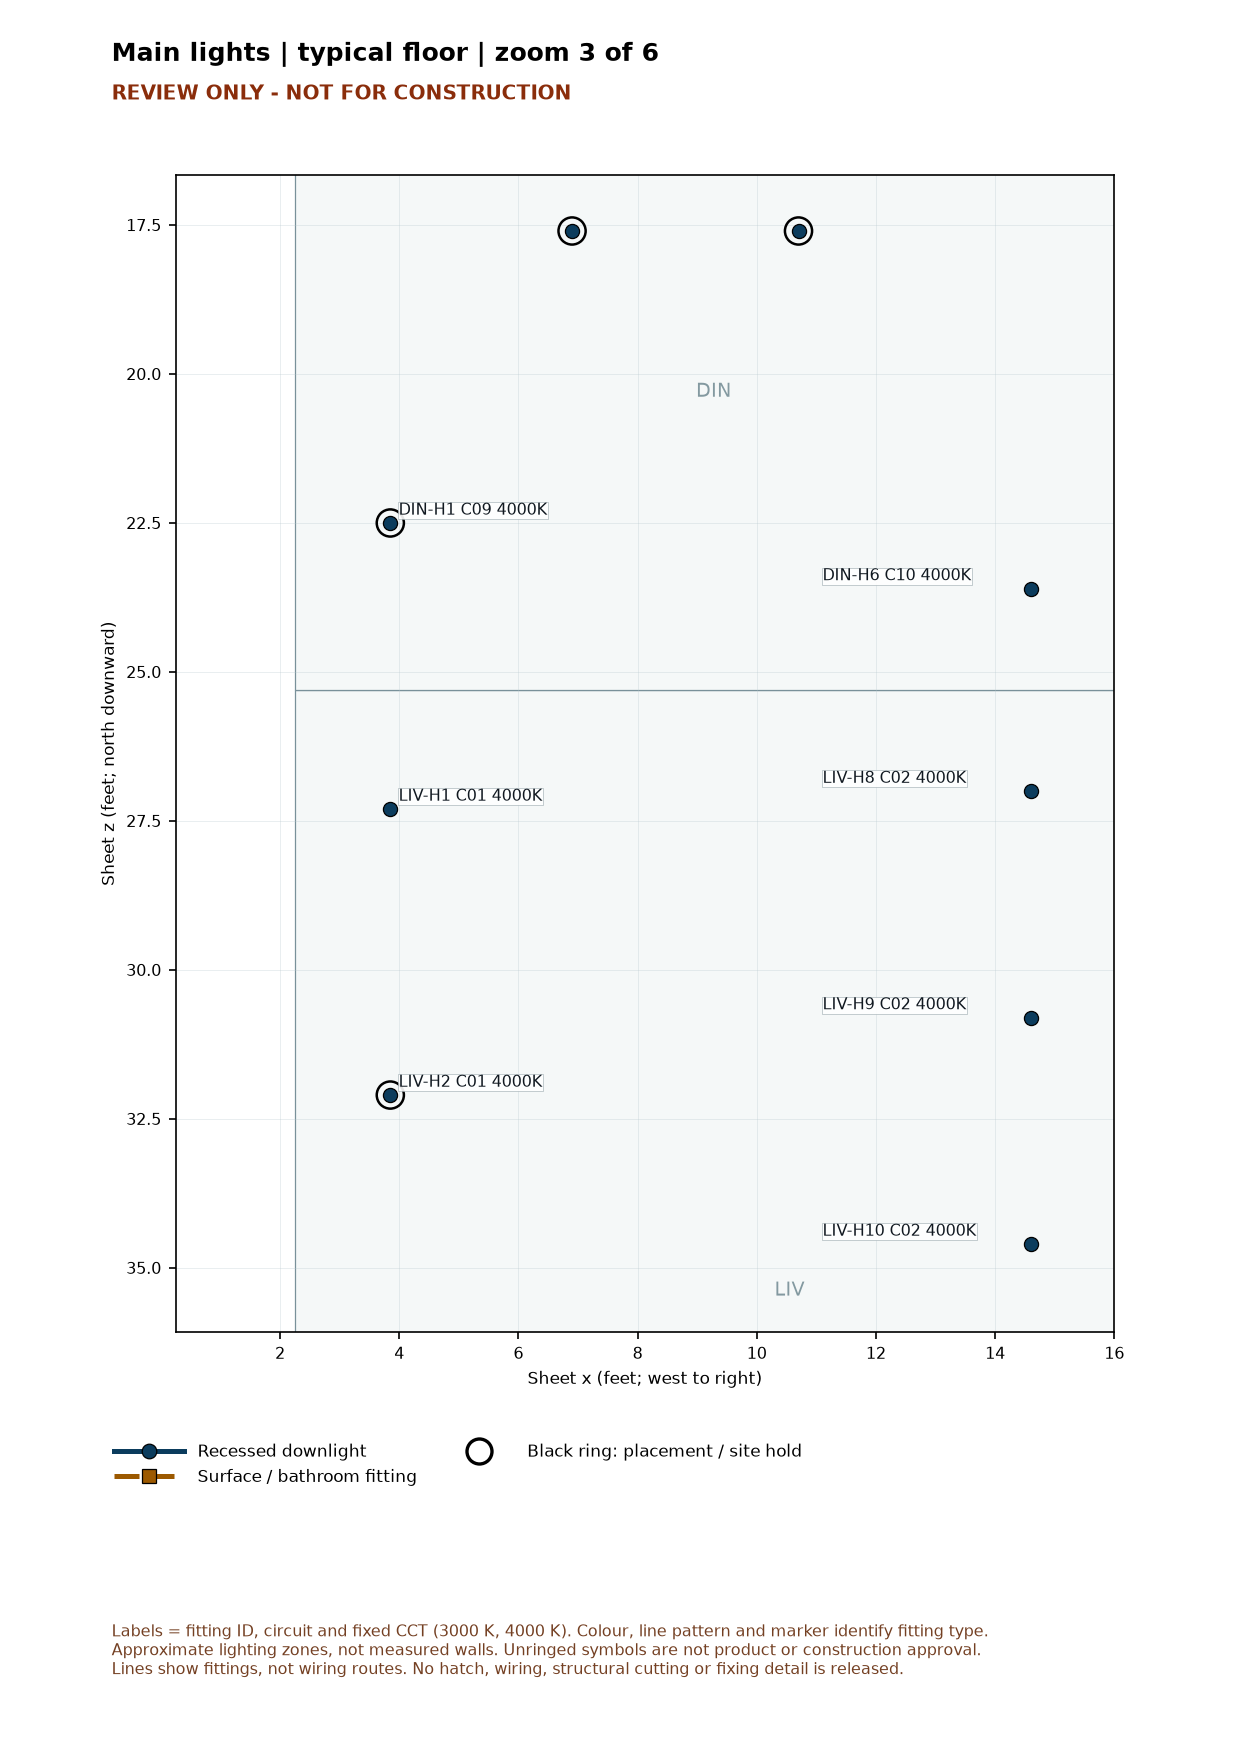 Main lights | typical floor | zoom 3 of 6
REVIEW ONLY - NOT FOR CONSTRUCTION
17.5
20.0
DIN
DIN-H1 C09 4000K
22.5
DIN-H6 C10 4000K
25.0
LIV-H8 C02 4000K
LIV-H1 C01 4000K
27.5
Sheet z (feet; north downward)
30.0
LIV-H9 C02 4000K
LIV-H2 C01 4000K
32.5
LIV-H10 C02 4000K
35.0
LIV
2 4 6 8 10 12 14 16
Sheet x (feet; west to right)
Recessed downlight
Black ring: placement / site hold
Surface / bathroom fitting
Labels = fitting ID, circuit and fixed CCT (3000 K, 4000 K). Colour, line pattern and marker identify fitting type.
Approximate lighting zones, not measured walls. Unringed symbols are not product or construction approval.
Lines show fittings, not wiring routes. No hatch, wiring, structural cutting or fixing detail is released.